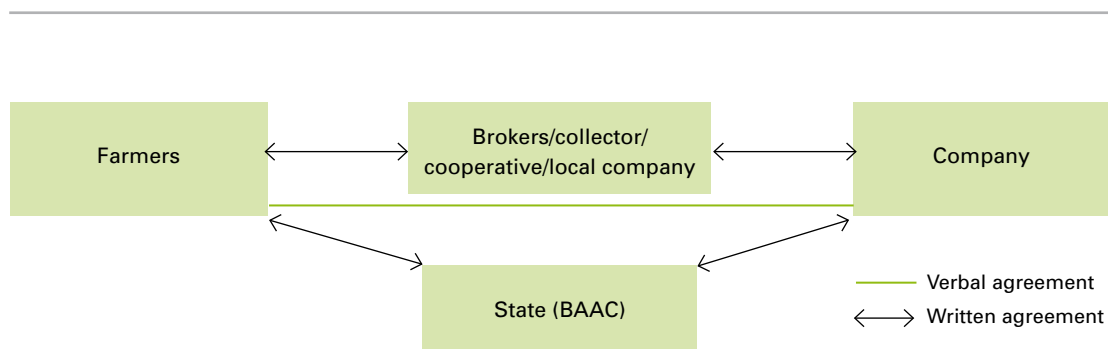 Farmers
Brokers/collector/
cooperative/local company
Company
State (BAAC)
Verbal agreement
Written agreement